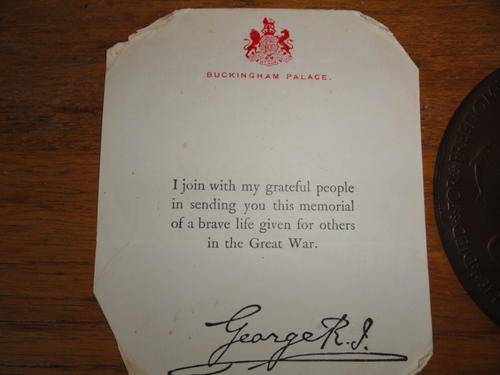 BUCKINGHAM PALACE.
I join with my grateful people
in sending you this memorial
of a brave life given for others
in the Great War.
George R.I.